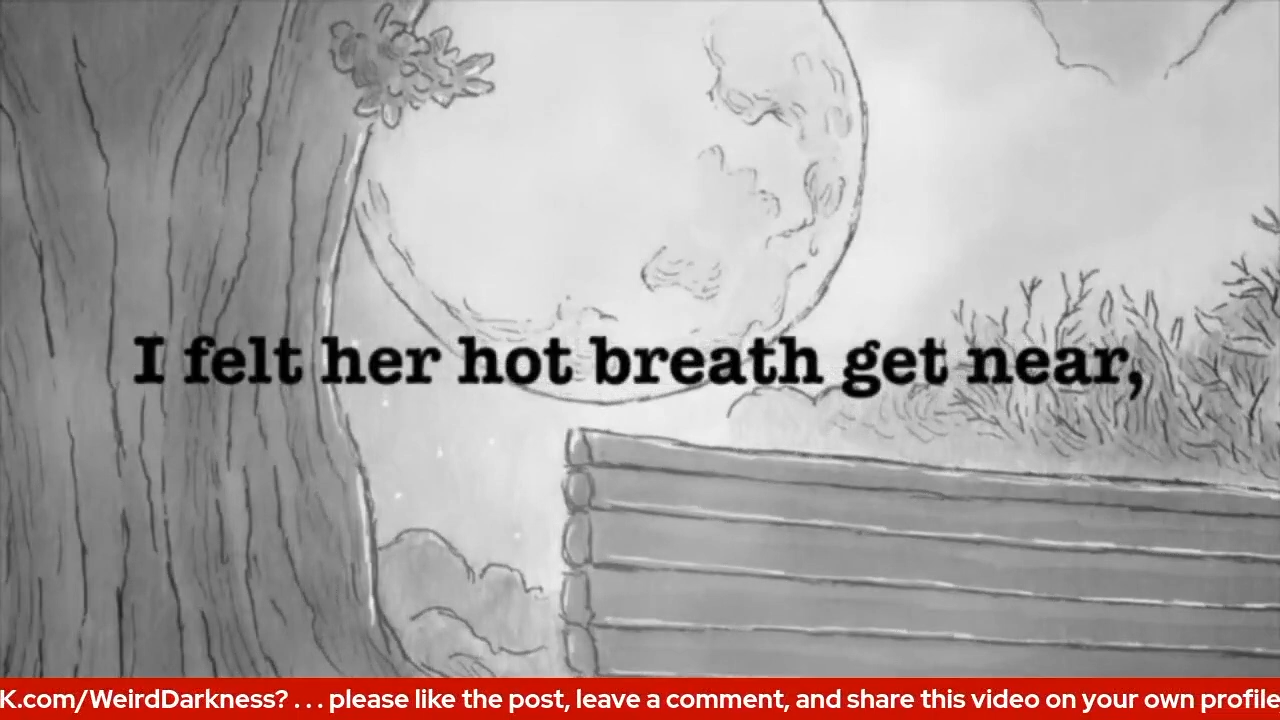 I felt her hot breath get near,
K.com/WeirdDarkness? . . . please like the post, leave a comment, and share this video on your own profile